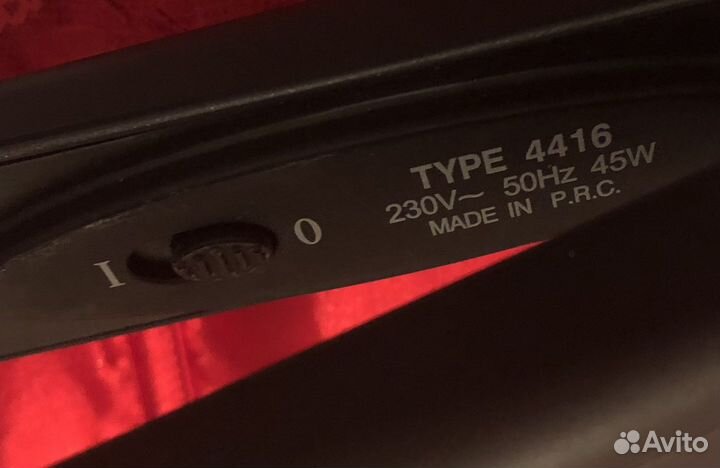 TYPE 4416
230V~ 50Hz 45W
MADE IN P.R.C.
I O
Avito